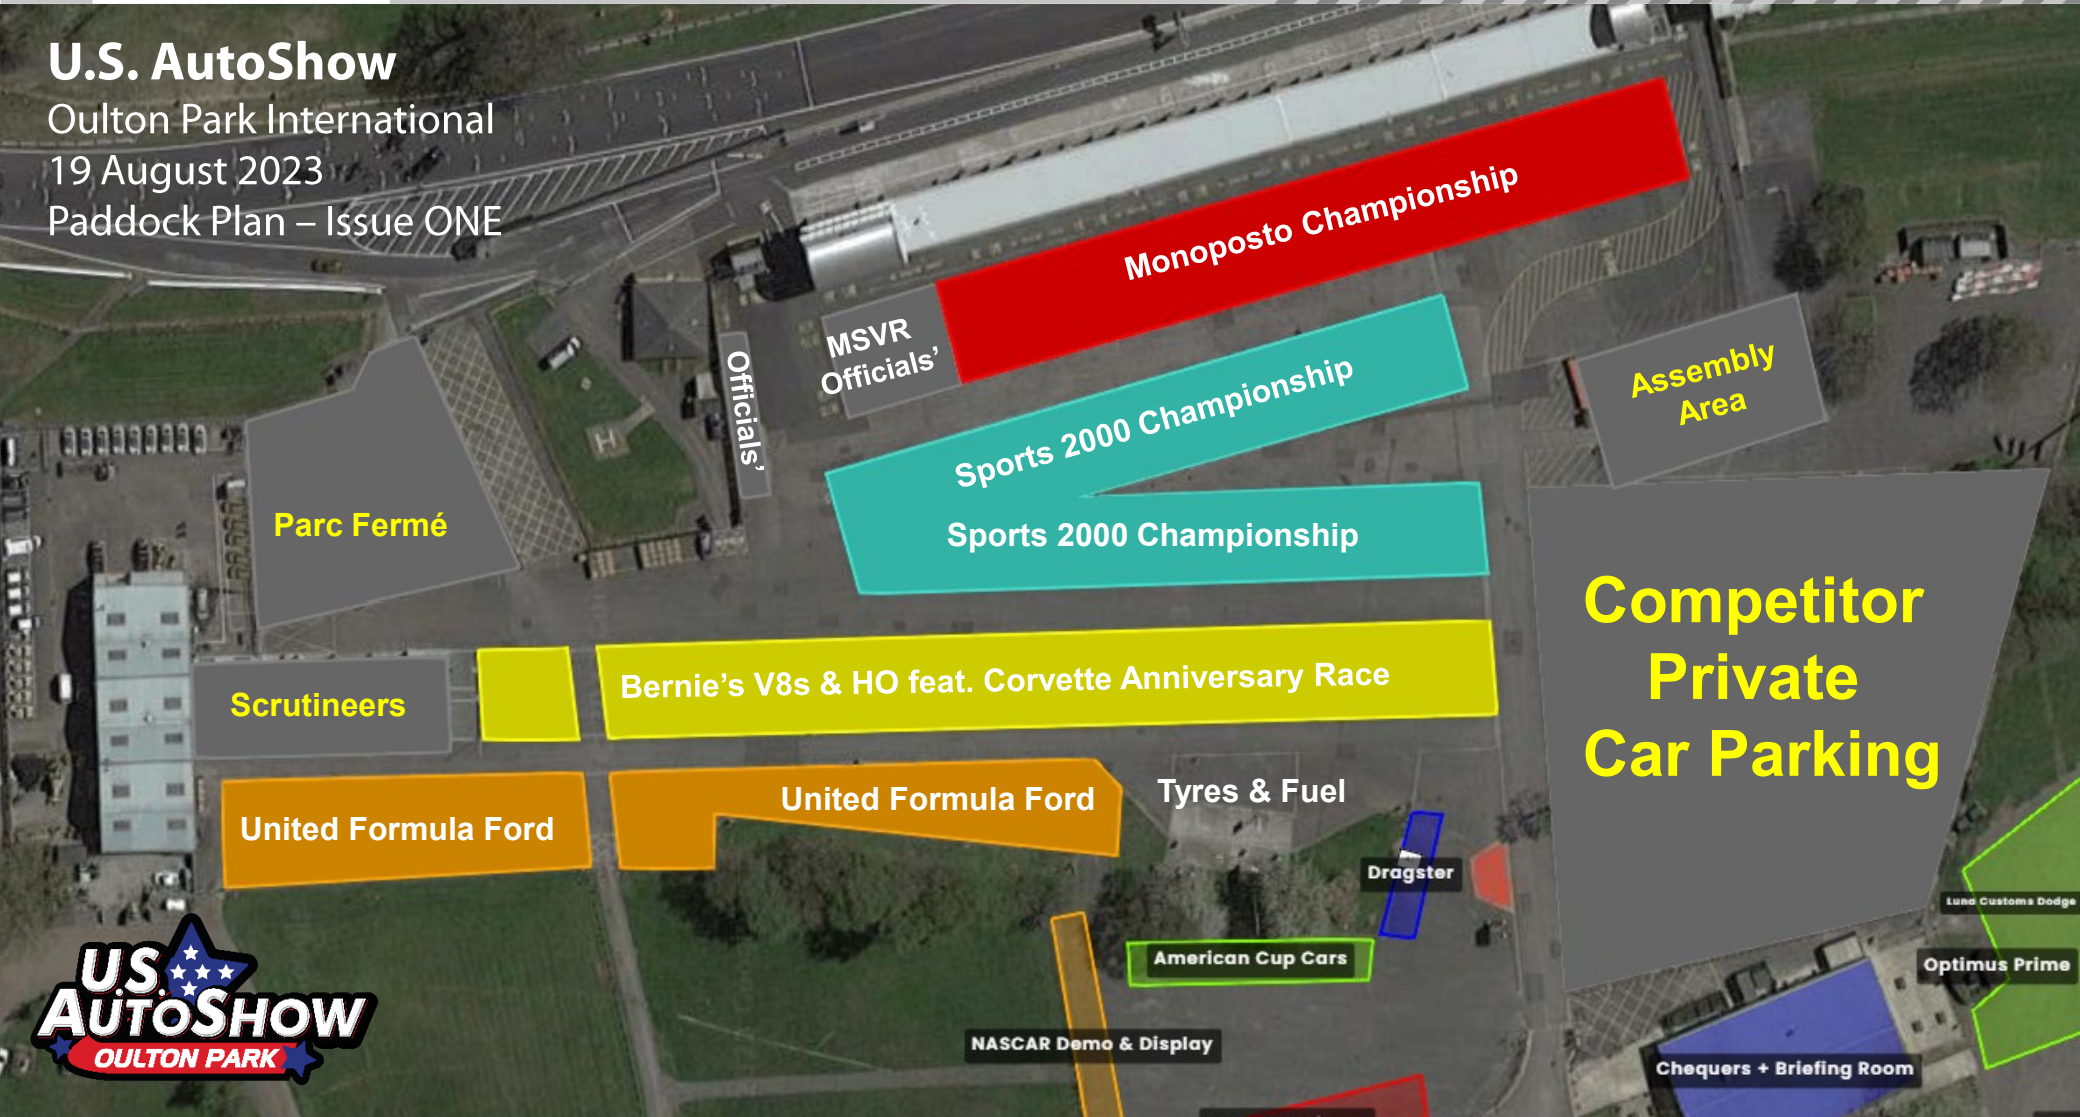 U.S. AutoShow
Oulton Park International
19 August 2023
Paddock Plan – Issue ONE
Monoposto Championship
MSVR
Officials’
Officials’
Sports 2000 Championship
Assembly
Area
Parc Fermé
Sports 2000 Championship
Competitor
Private
Car Parking
Bernie’s V8s & HO feat. Corvette Anniversary Race
Scrutineers
United Formula Ford
United Formula Ford
Tyres & Fuel
Dragster
Luna Customs Dodge
American Cup Cars
Optimus Prime
NASCAR Demo & Display
Chequers + Briefing Room
U.S.
AUTOSHOW
OULTON PARK
H